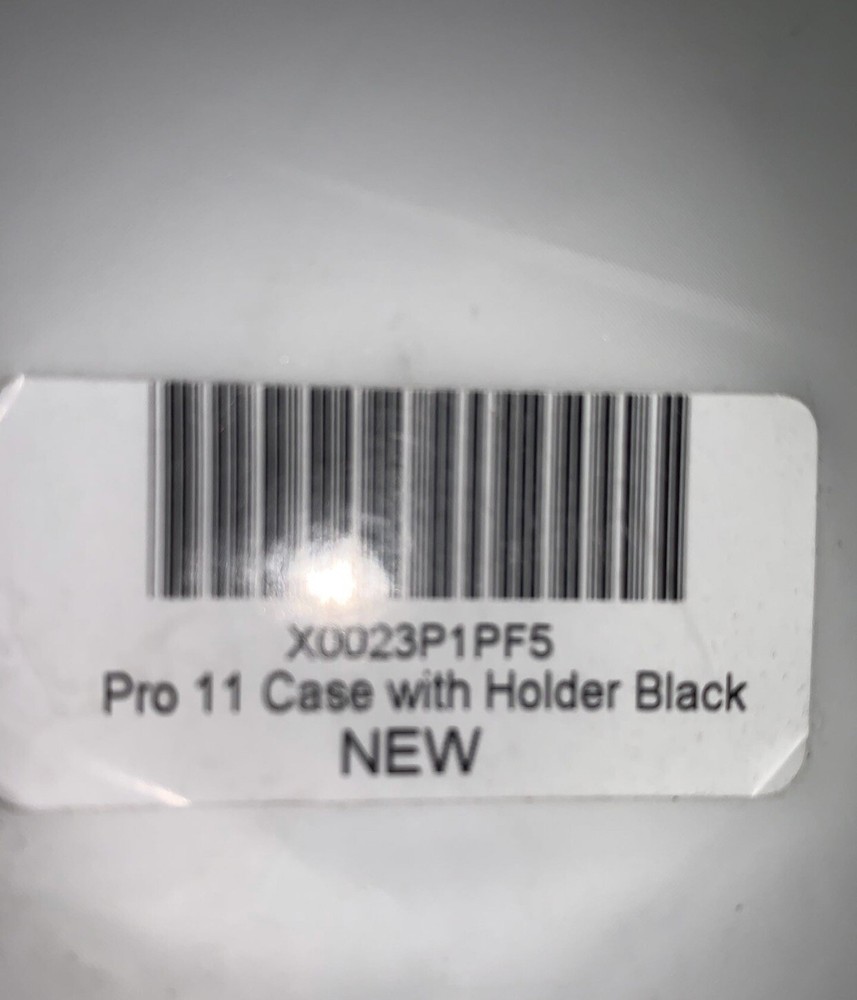 X0023P1PF5
Pro 11 Case with Holder Black
NEW